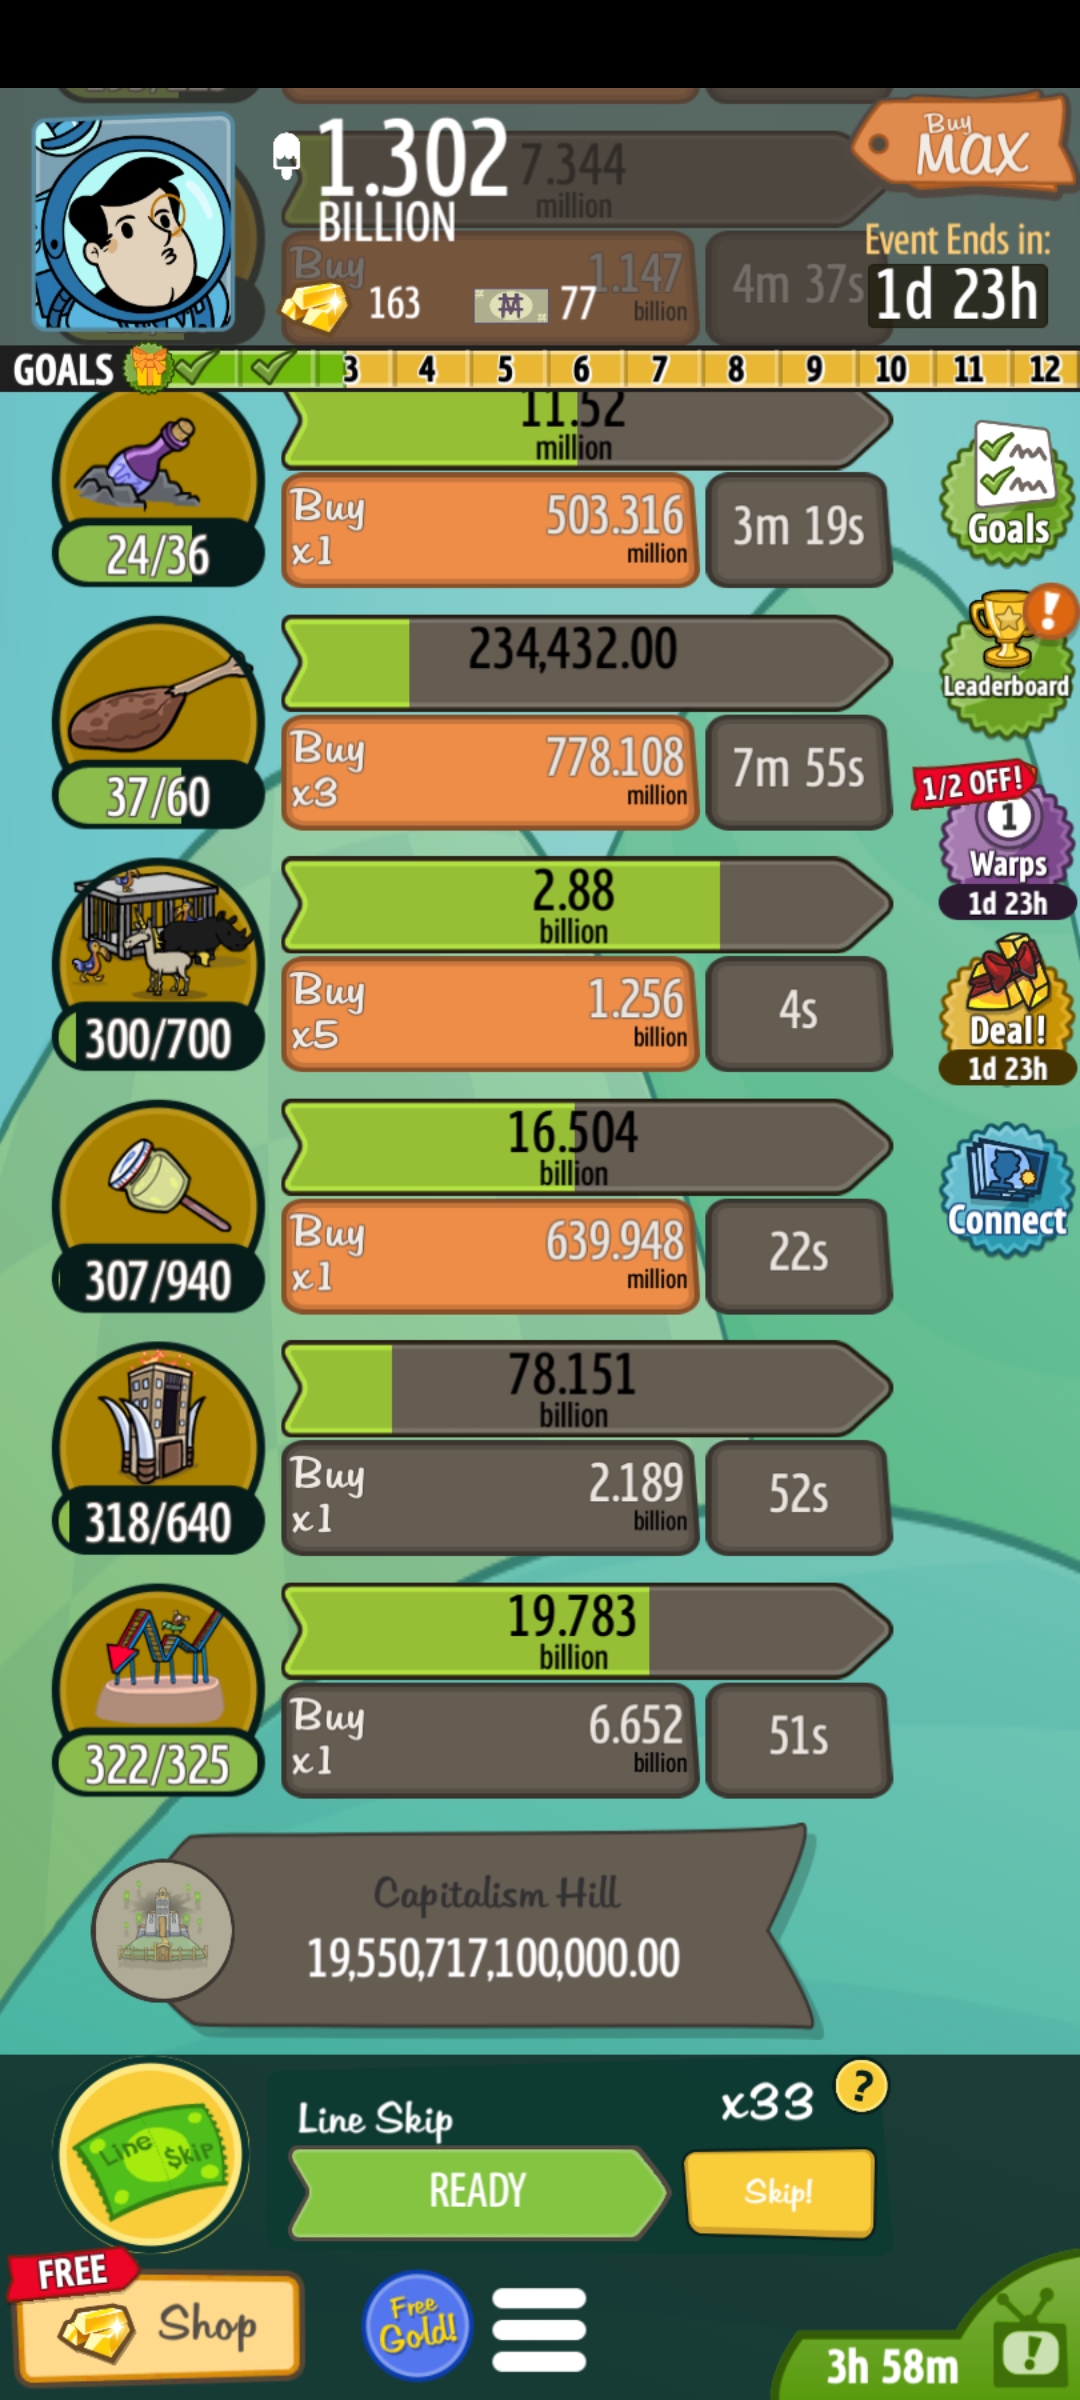 1.302
BILLION
7.344
million
Buy
MAX
Buy
1.147
billion
4m 37s
163
77
Event Ends in:
1d 23h
GOALS
3 4 5 6 7 8 9 10 11 12
11.52
million
24/36
Buy
x1
503.316
million
3m 19s
Goals
234,432.00
37/60
Buy
x3
778.108
million
7m 55s
Leaderboard
1/2 OFF!
1
Warps
1d 23h
2.88
billion
300/700
Buy
x5
1.256
billion
4s
Deal!
1d 23h
16.504
billion
307/940
Buy
x1
639.948
million
22s
Connect
78.151
billion
318/640
Buy
x1
2.189
billion
52s
19.783
billion
322/325
Buy
x1
6.652
billion
51s
Capitalism Hill
19,550,717,100,000.00
Line $kip
Line Skip
x33
?
READY
Skip!
FREE
Shop
Free
Gold!
3h 58m